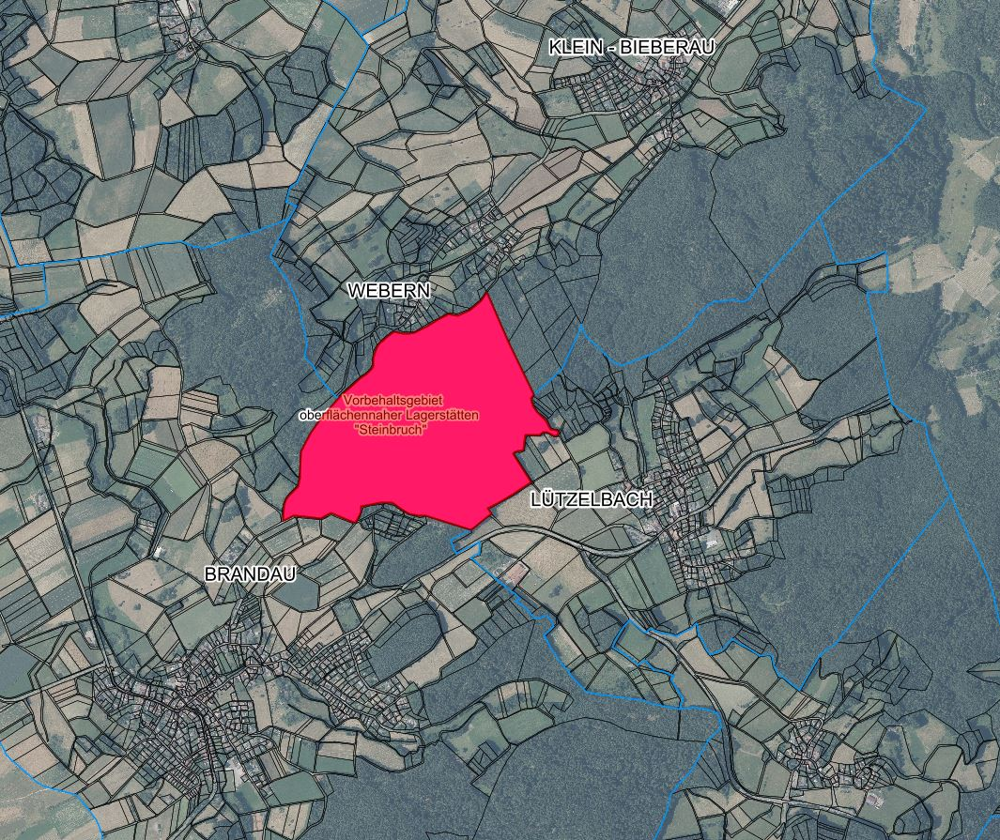 KLEIN - BIEBERAU
WEBERN
Vorbehaltsgebiet
oberflächennaher Lagerstätten
"Steinbruch"
LÜTZELBACH
BRANDAU